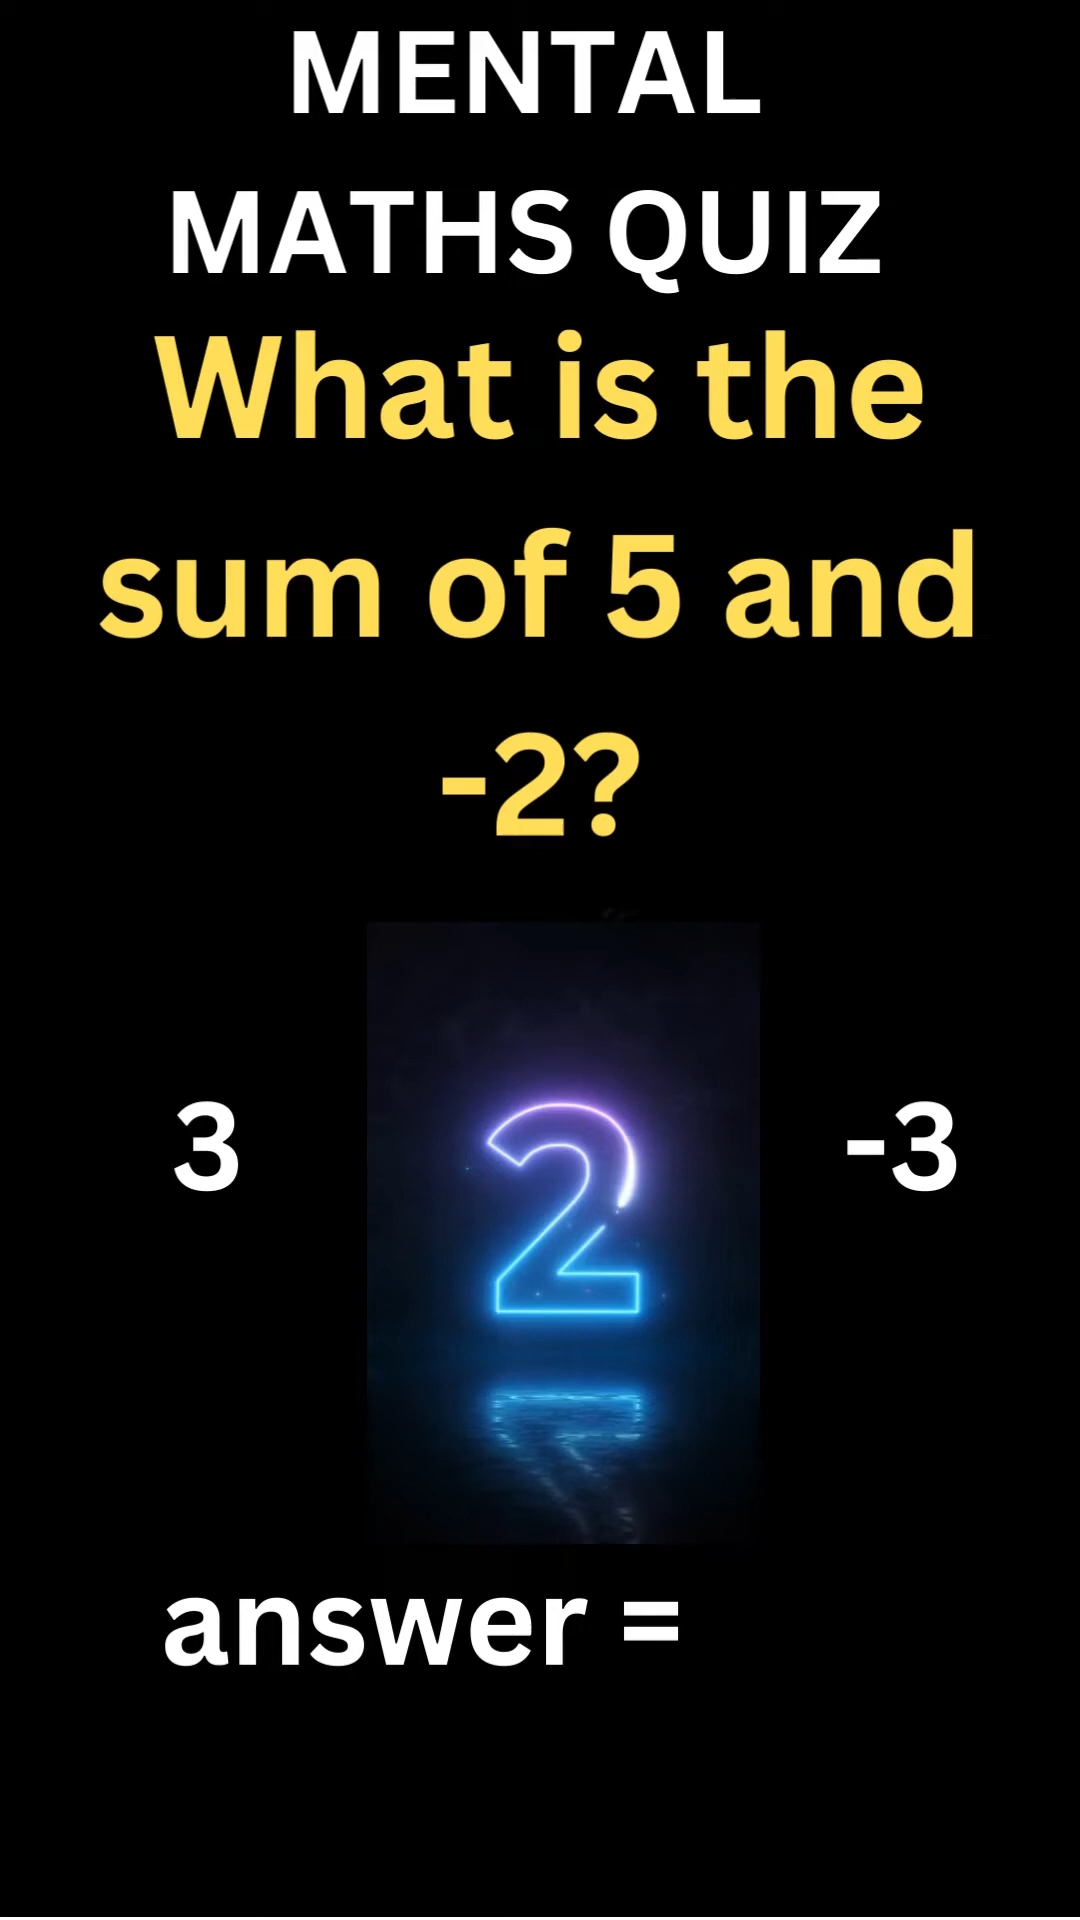 MENTAL
MATHS QUIZ
What is the
sum of 5 and
-2?
3
2
-3
answer =